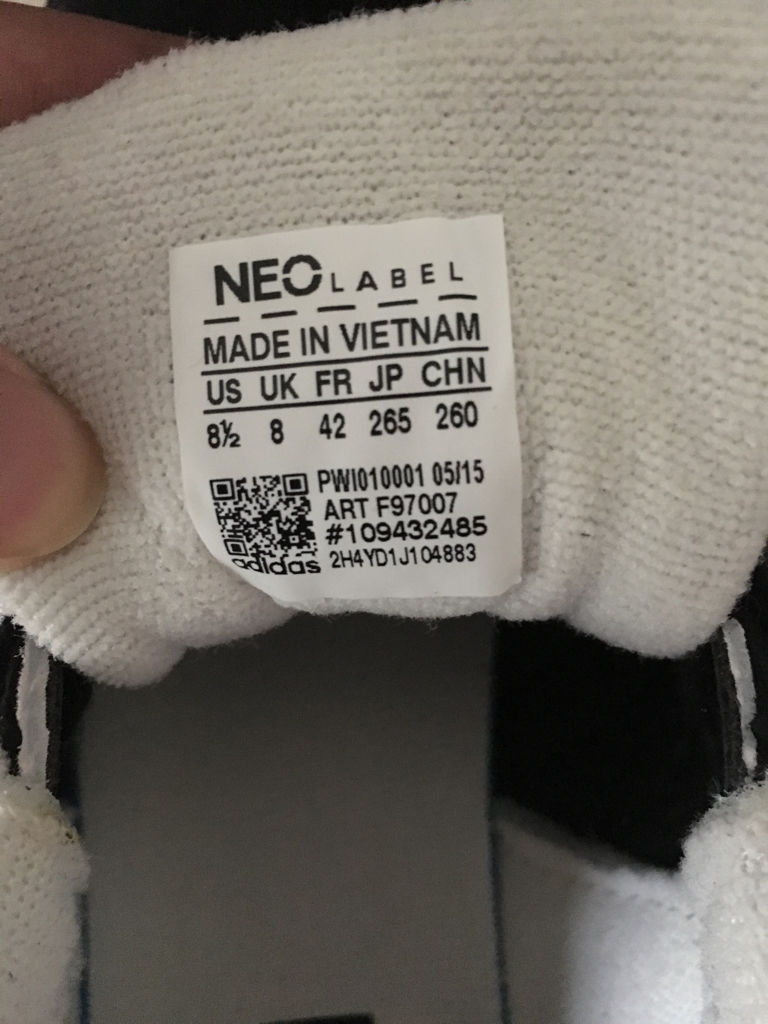 NEO LABEL
MADE IN VIETNAM
US UK FR JP CHN
8½ 8 42 265 260
PWI010001 05/15
ART F97007
#109432485
adidas 2H4YD1J104883